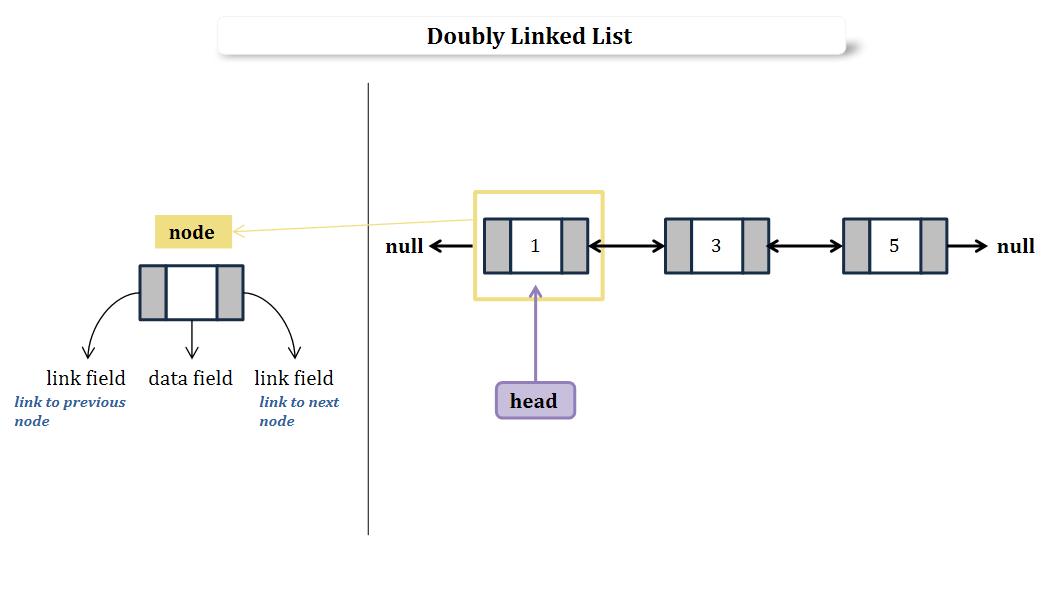 Doubly Linked List
node
link field
data field
link field
link to previous
node
link to next
node
null
1
3
5
null
head